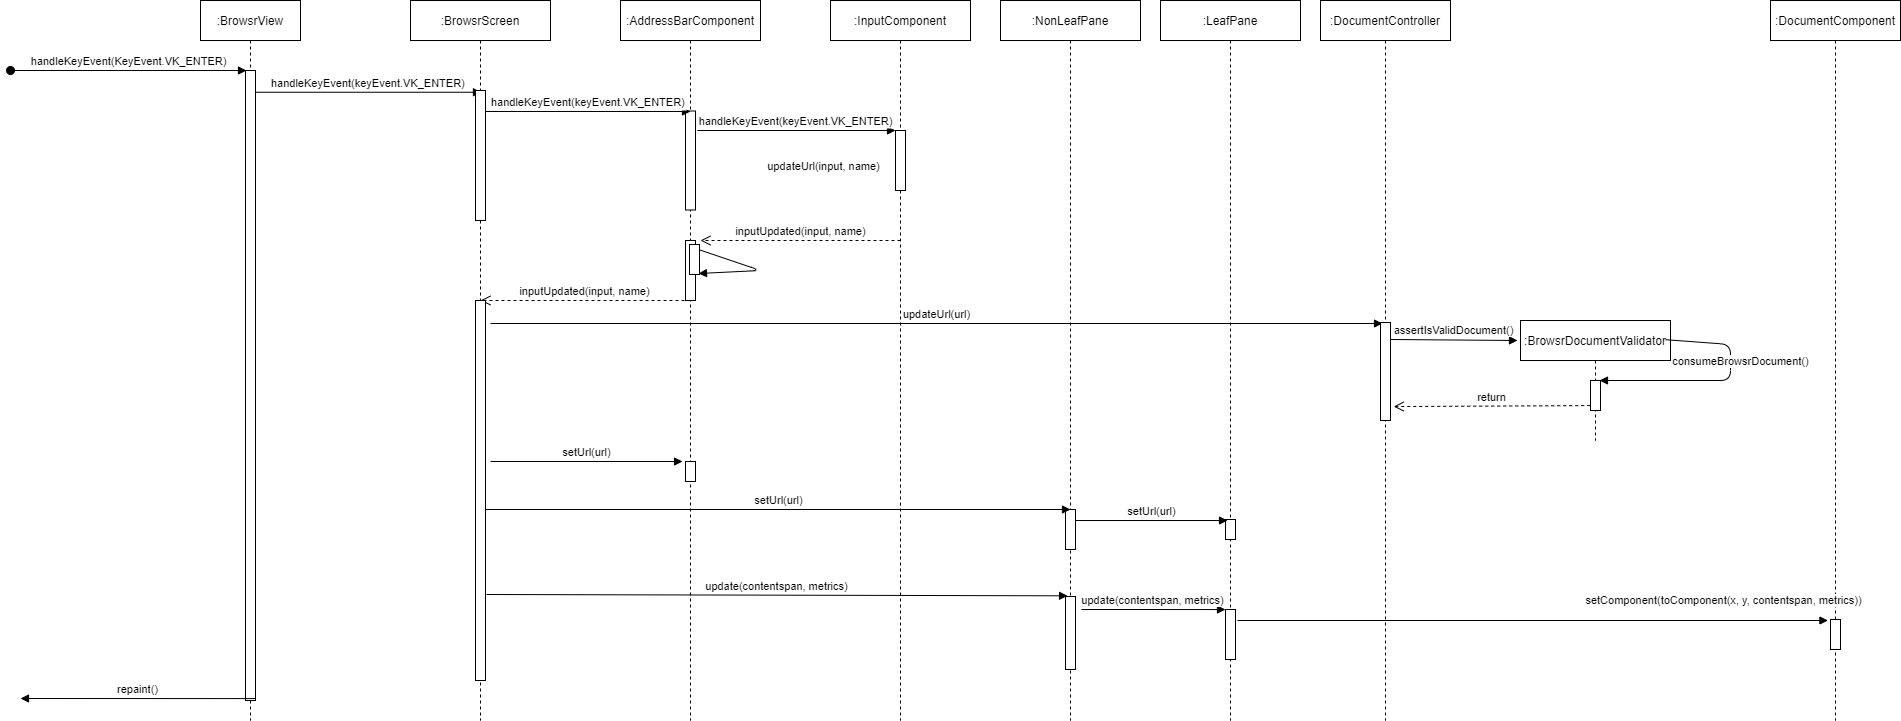 :BrowsrView
:BrowsrScreen
:AddressBarComponent
:InputComponent
:NonLeafPane
:LeafPane
:DocumentController
:DocumentComponent
handleKeyEvent(KeyEvent.VK_ENTER)
handleKeyEvent(keyEvent.VK_ENTER)
handleKeyEvent(keyEvent.VK_ENTER)
handleKeyEvent(keyEvent.VK_ENTER)
updateUrl(input, name)
inputUpdated(input, name)
inputUpdated(input, name)
updateUrl(url)
assertIsValidDocument()
:BrowsrDocumentValidator
consumeBrowsrDocument()
return
setUrl(url)
setUrl(url)
setUrl(url)
update(contentspan, metrics)
update(contentspan, metrics)
setComponent(toComponent(x, y, contentspan, metrics))
repaint()